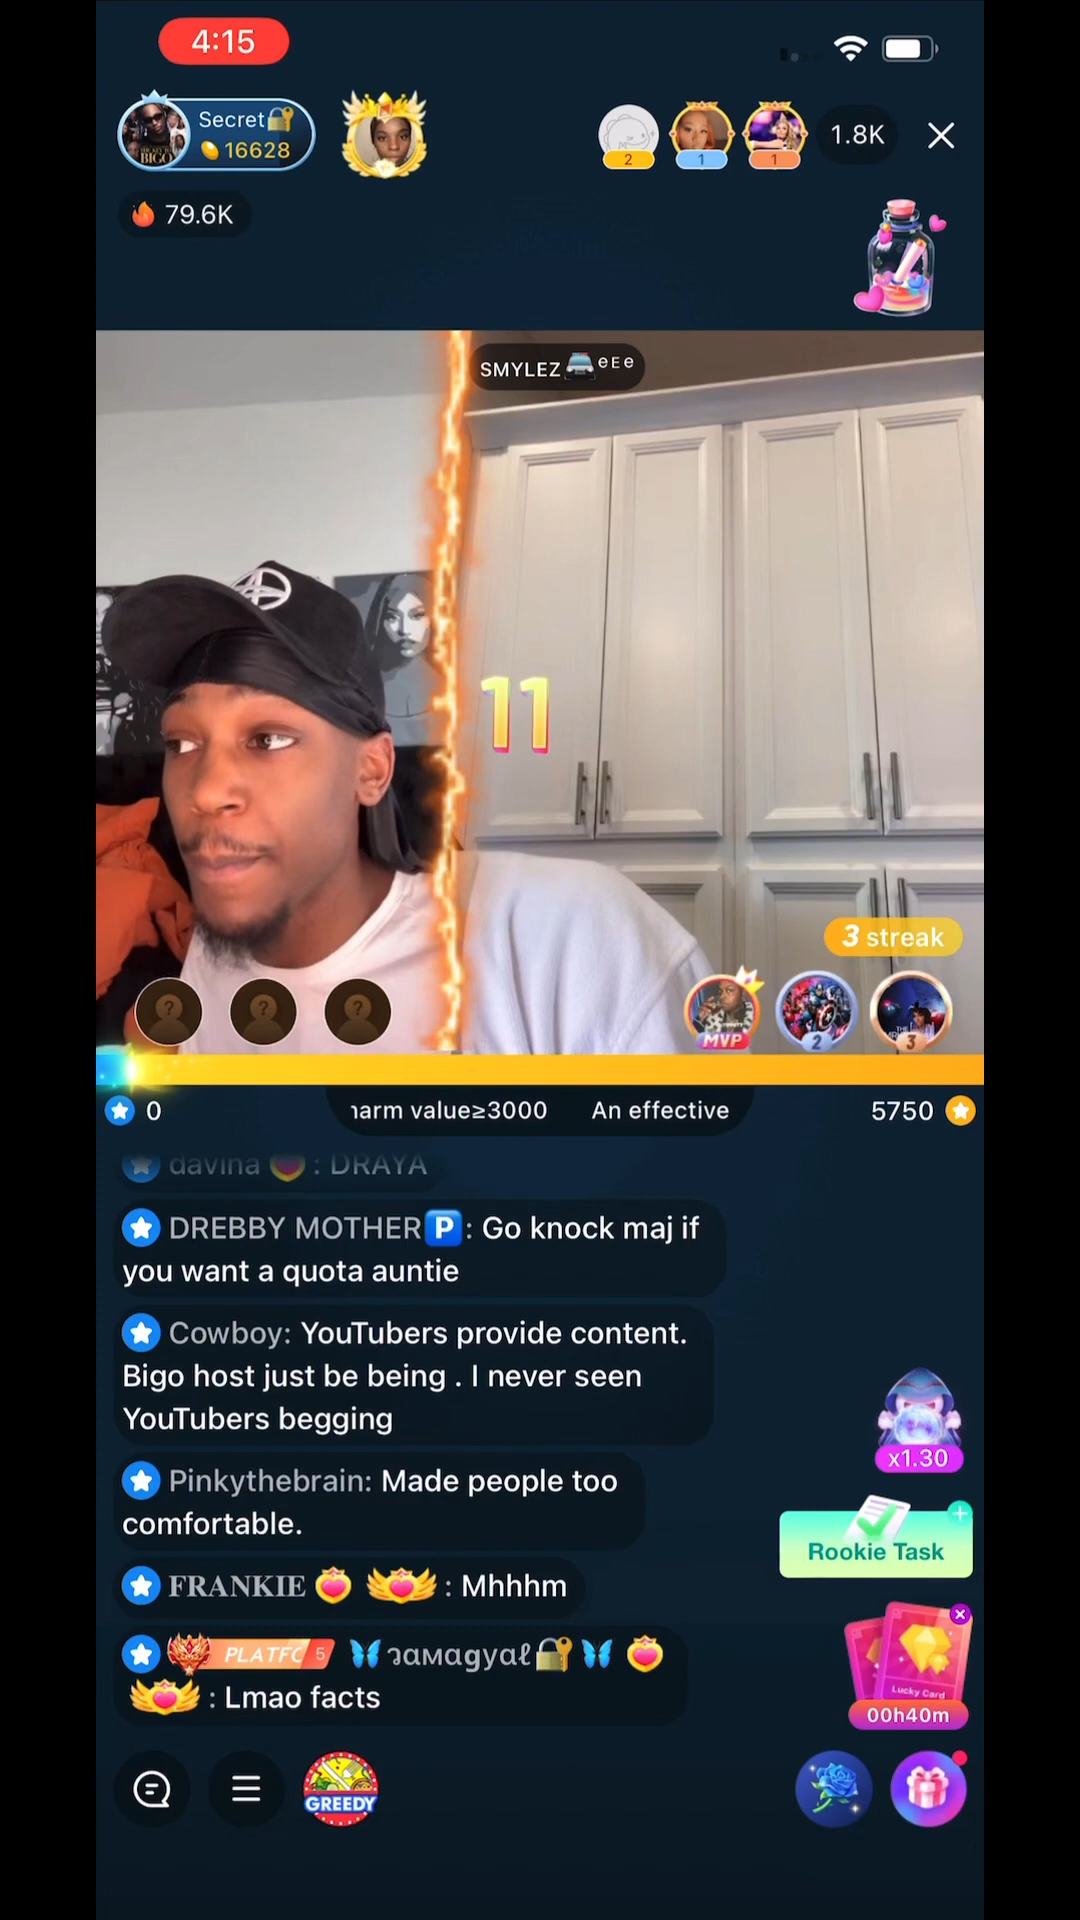 4:15
Secret🔐
16628
2
1
1
1.8K
79.6K
SMYLEZ🚔ᵉᴱᵉ
11
3 streak
MVP
2
3
0
harm value≥3000 An effective
5750
davina : DRAYA
DREBBY MOTHER🅿️: Go knock maj if
you want a quota auntie
Cowboy: YouTubers provide content.
Bigo host just be being . I never seen
YouTubers begging
Pinkythebrain: Made people too
comfortable.
x1.30
Rookie Task
𝐅𝐑𝐀𝐍𝐊𝐈𝐄 : Mhhhm
PLATFO 5 🦋נαмαgyαℓ🔐🦋
: Lmao facts
Lucky Card
00h40m
GREEDY